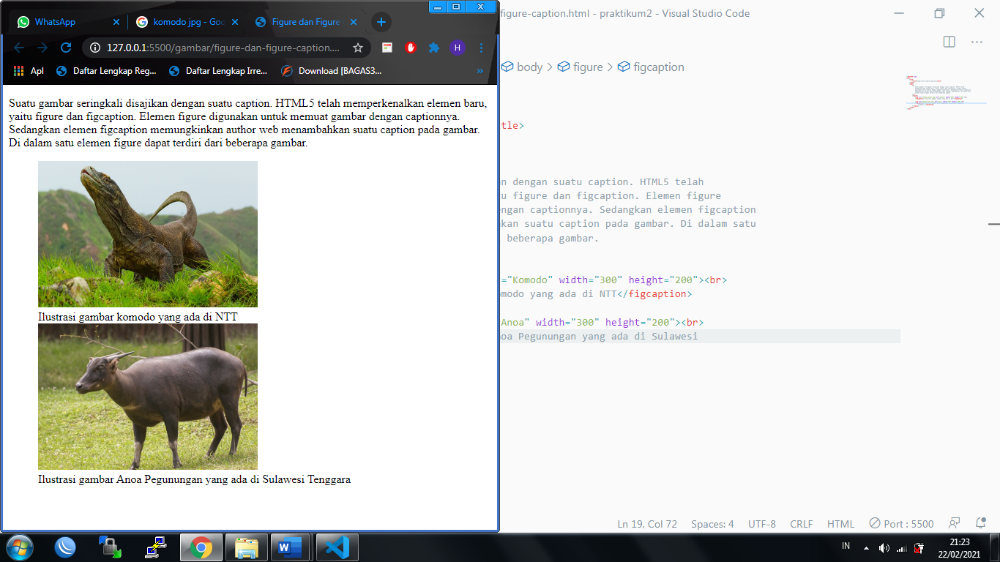 figure-caption.html - praktikum2 - Visual Studio Code
WhatsApp
komodo jpg - Goo
Figure dan Figure
127.0.0.1:5500/gambar/figure-dan-figure-caption....
H
Apl
Daftar Lengkap Reg...
Daftar Lengkap Irre...
Download [BAGAS3...
body > figure > figcaption
Suatu gambar seringkali disajikan dengan suatu caption. HTML5 telah memperkenalkan elemen baru,
yaitu figure dan figcaption. Elemen figure digunakan untuk memuat gambar dengan captionnya.
Sedangkan elemen figcaption memungkinkan author web menambahkan suatu caption pada gambar.
Di dalam satu elemen figure dapat terdiri dari beberapa gambar.
Ilustrasi gambar komodo yang ada di NTT
Ilustrasi gambar Anoa Pegunungan yang ada di Sulawesi Tenggara
tle>
n dengan suatu caption. HTML5 telah
u figure dan figcaption. Elemen figure
engan captionnya. Sedangkan elemen figcaption
kan suatu caption pada gambar. Di dalam satu
beberapa gambar.
="Komodo" width="300" height="200"><br>
omodo yang ada di NTT</figcaption>
Anoa" width="300" height="200"><br>
noa Pegunungan yang ada di Sulawesi
Ln 19, Col 72
Spaces: 4
UTF-8
CRLF
HTML
Port : 5500
IN
21:23
22/02/2021